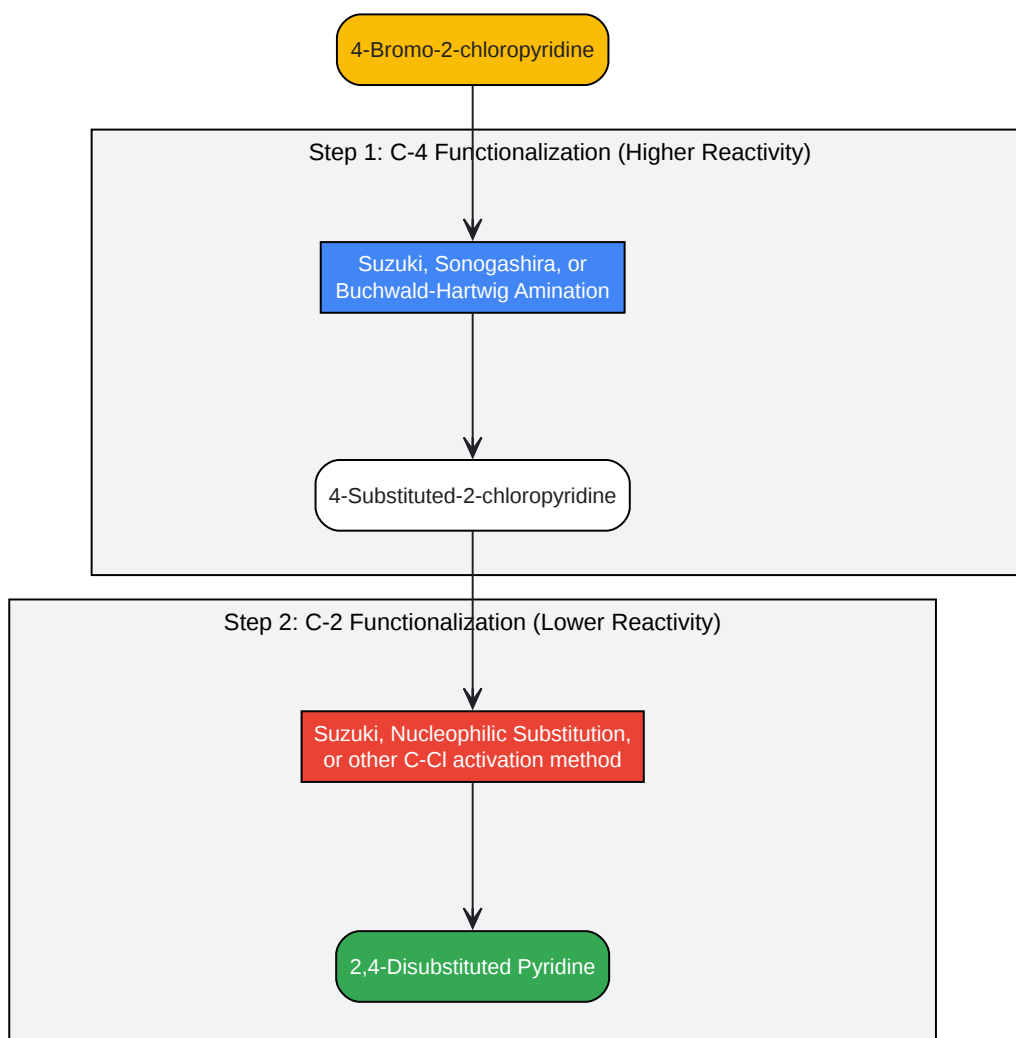 4-Bromo-2-chloropyridine
Step 1: C-4 Functionalization (Higher Reactivity)
Suzuki, Sonogashira, or
Buchwald-Hartwig Amination
4-Substituted-2-chloropyridine
Step 2: C-2 Functionalization (Lower Reactivity)
Suzuki, Nucleophilic Substitution,
or other C-Cl activation method
2,4-Disubstituted Pyridine